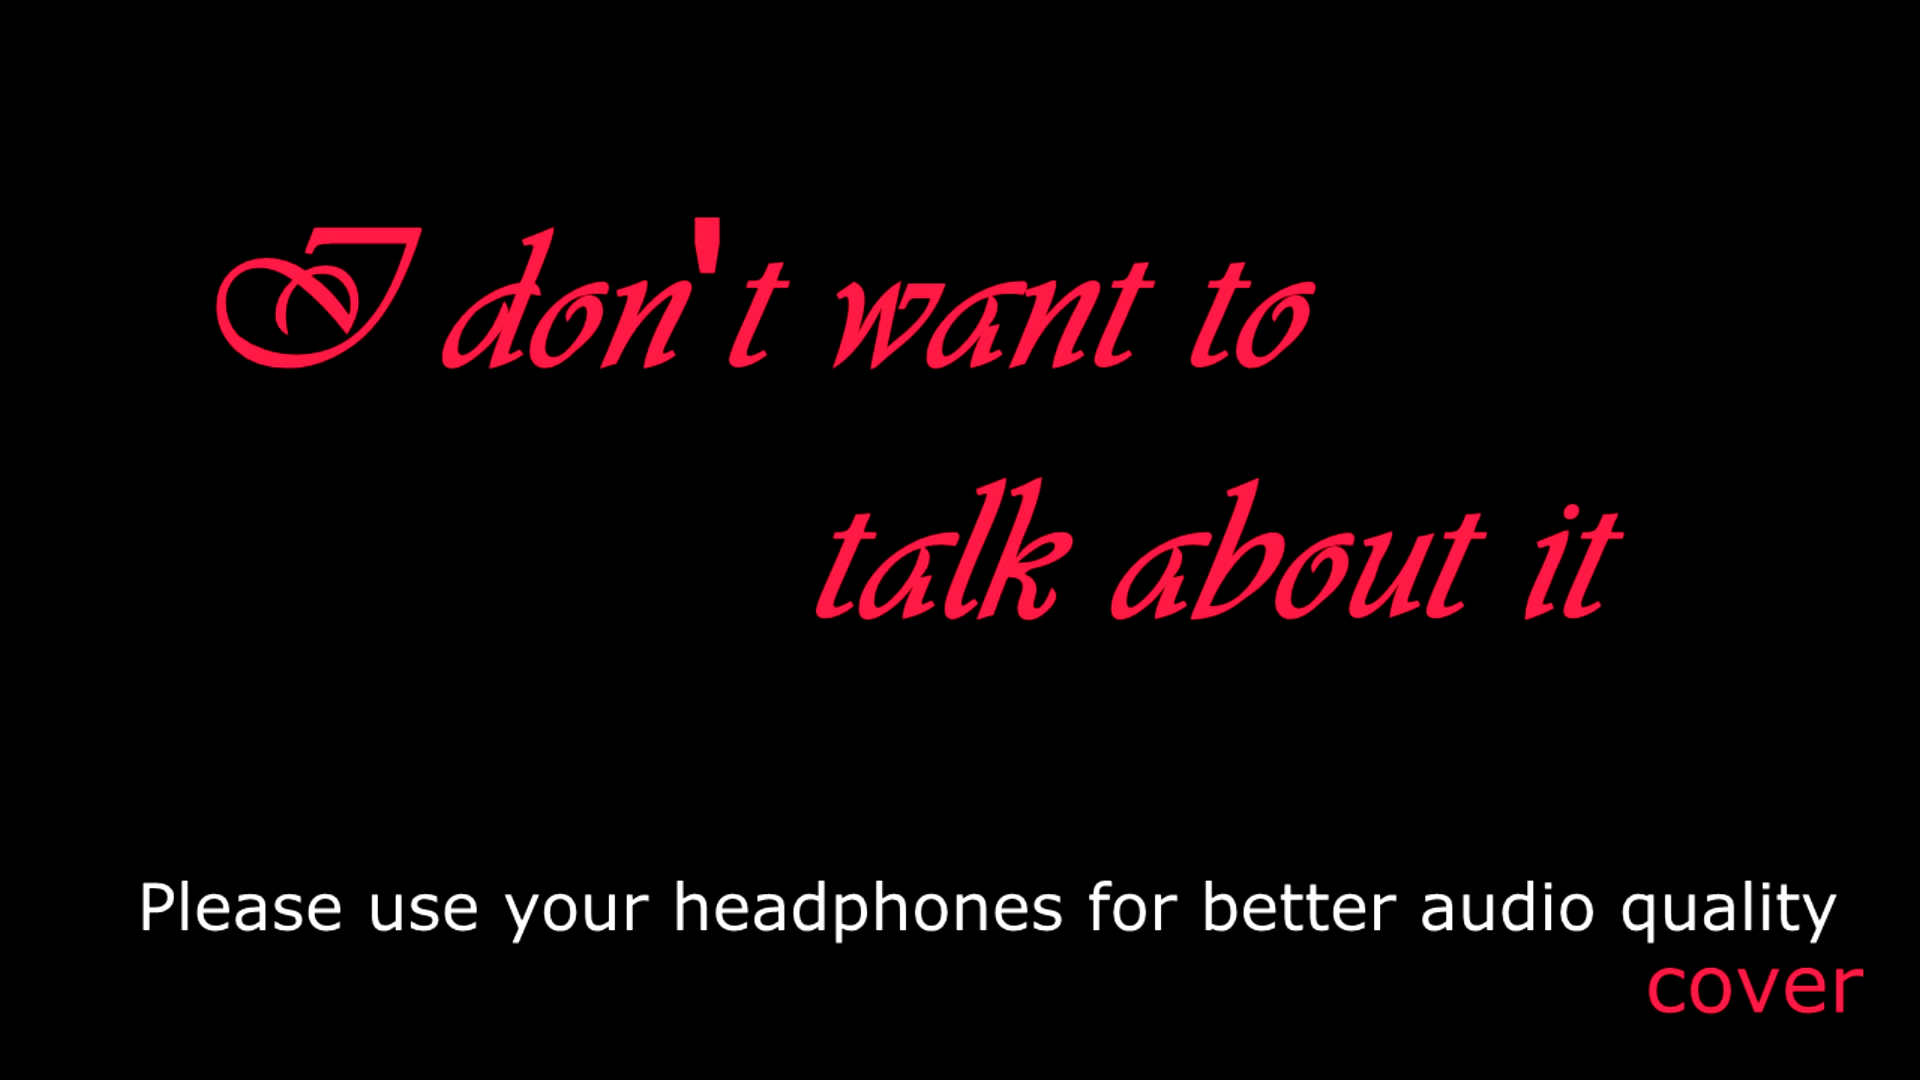 I don't want to
talk about it
Please use your headphones for better audio quality
cover